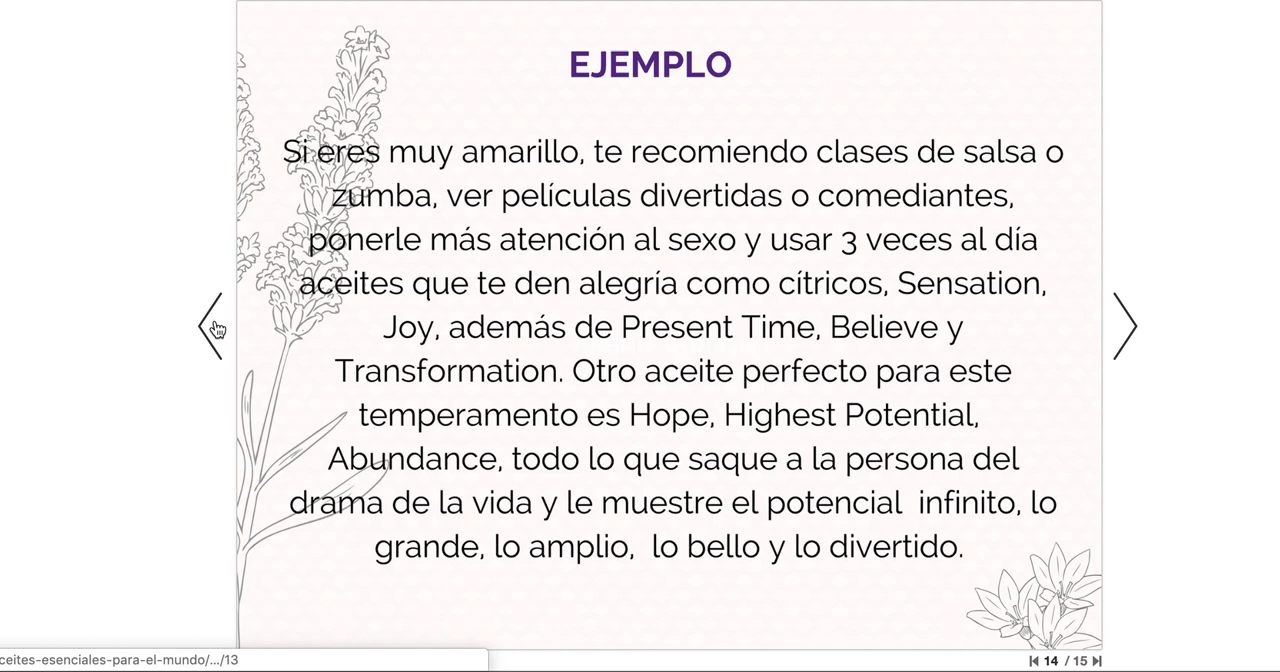 EJEMPLO
Si eres muy amarillo, te recomiendo clases de salsa o
zumba, ver películas divertidas o comediantes,
ponerle más atención al sexo y usar 3 veces al día
aceites que te den alegría como cítricos, Sensation,
Joy, además de Present Time, Believe y
Transformation. Otro aceite perfecto para este
temperamento es Hope, Highest Potential,
Abundance, todo lo que saque a la persona del
drama de la vida y le muestre el potencial  infinito, lo
grande, lo amplio,  lo bello y lo divertido.
ceites-esenciales-para-el-mundo/.../13
14 / 15